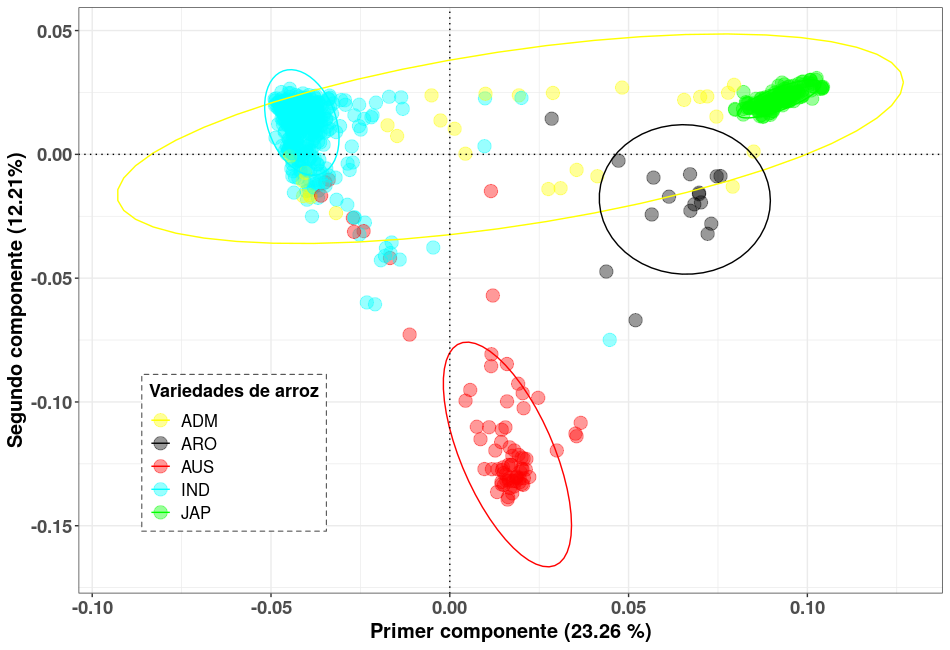 Segundo componente (12.21%)
0.05
0.00
-0.05
-0.10
-0.15
Variedades de arroz
ADM
ARO
AUS
IND
JAP
-0.10 -0.05 0.00 0.05 0.10
Primer componente (23.26 %)